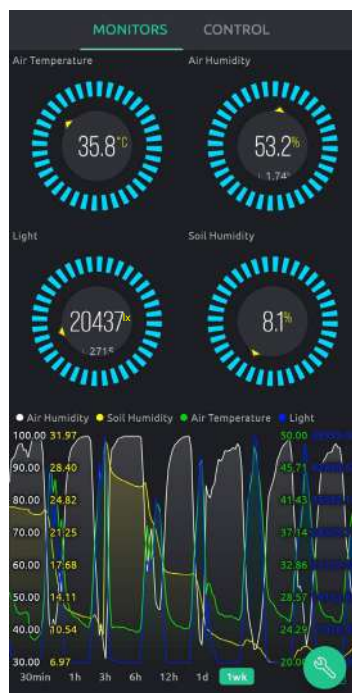 MONITORS CONTROL
Air Temperature Air Humidity
35.8°C 53.2%
1.74
Light Soil Humidity
20437lx 8.1%
2715
Air Humidity Soil Humidity Air Temperature Light
100.00 31.97 50.00
90.00 28.40 45.71
80.00 24.82 41.43
70.00 21.25 37.14
60.00 17.68 32.86
50.00 14.11 28.57
40.00 10.54 24.29
30.00 6.97 20.00
30min 1h 3h 6h 12h 1d 1wk